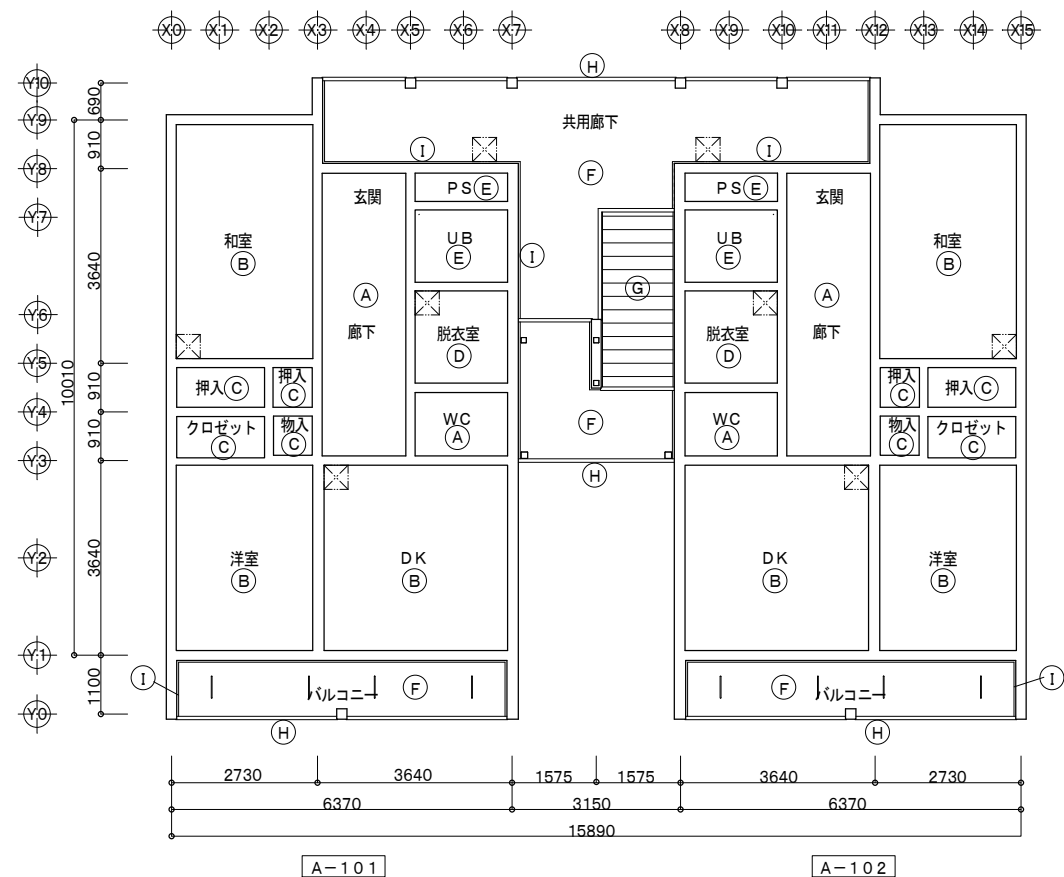 X0 X1 X2 X3 X4 X5 X6 X7 X8 X9 X10 X11 X12 X13 X14 X15
Y10
Y9
Y8
Y7
Y6
Y5
Y4
Y3
Y2
Y1
Y0
690
910
3640
910
910
3640
1100
10010
H
共用廊下
I
I
F
玄関
PS E
PS E
玄関
和室
B
UB
E
I
UB
E
和室
B
A
廊下
G
A
廊下
脱衣室
D
脱衣室
D
押入 C
押入
C
押入
C
押入 C
クロゼット
C
物入
C
WC
A
F
WC
A
物入
C
クロゼット
C
H
洋室
B
DK
B
DK
B
洋室
B
I
バルコニー F
F バルコニー
I
H
H
2730 3640 1575 1575 3640 2730
6370 3150 6370
15890
A-101
A-102